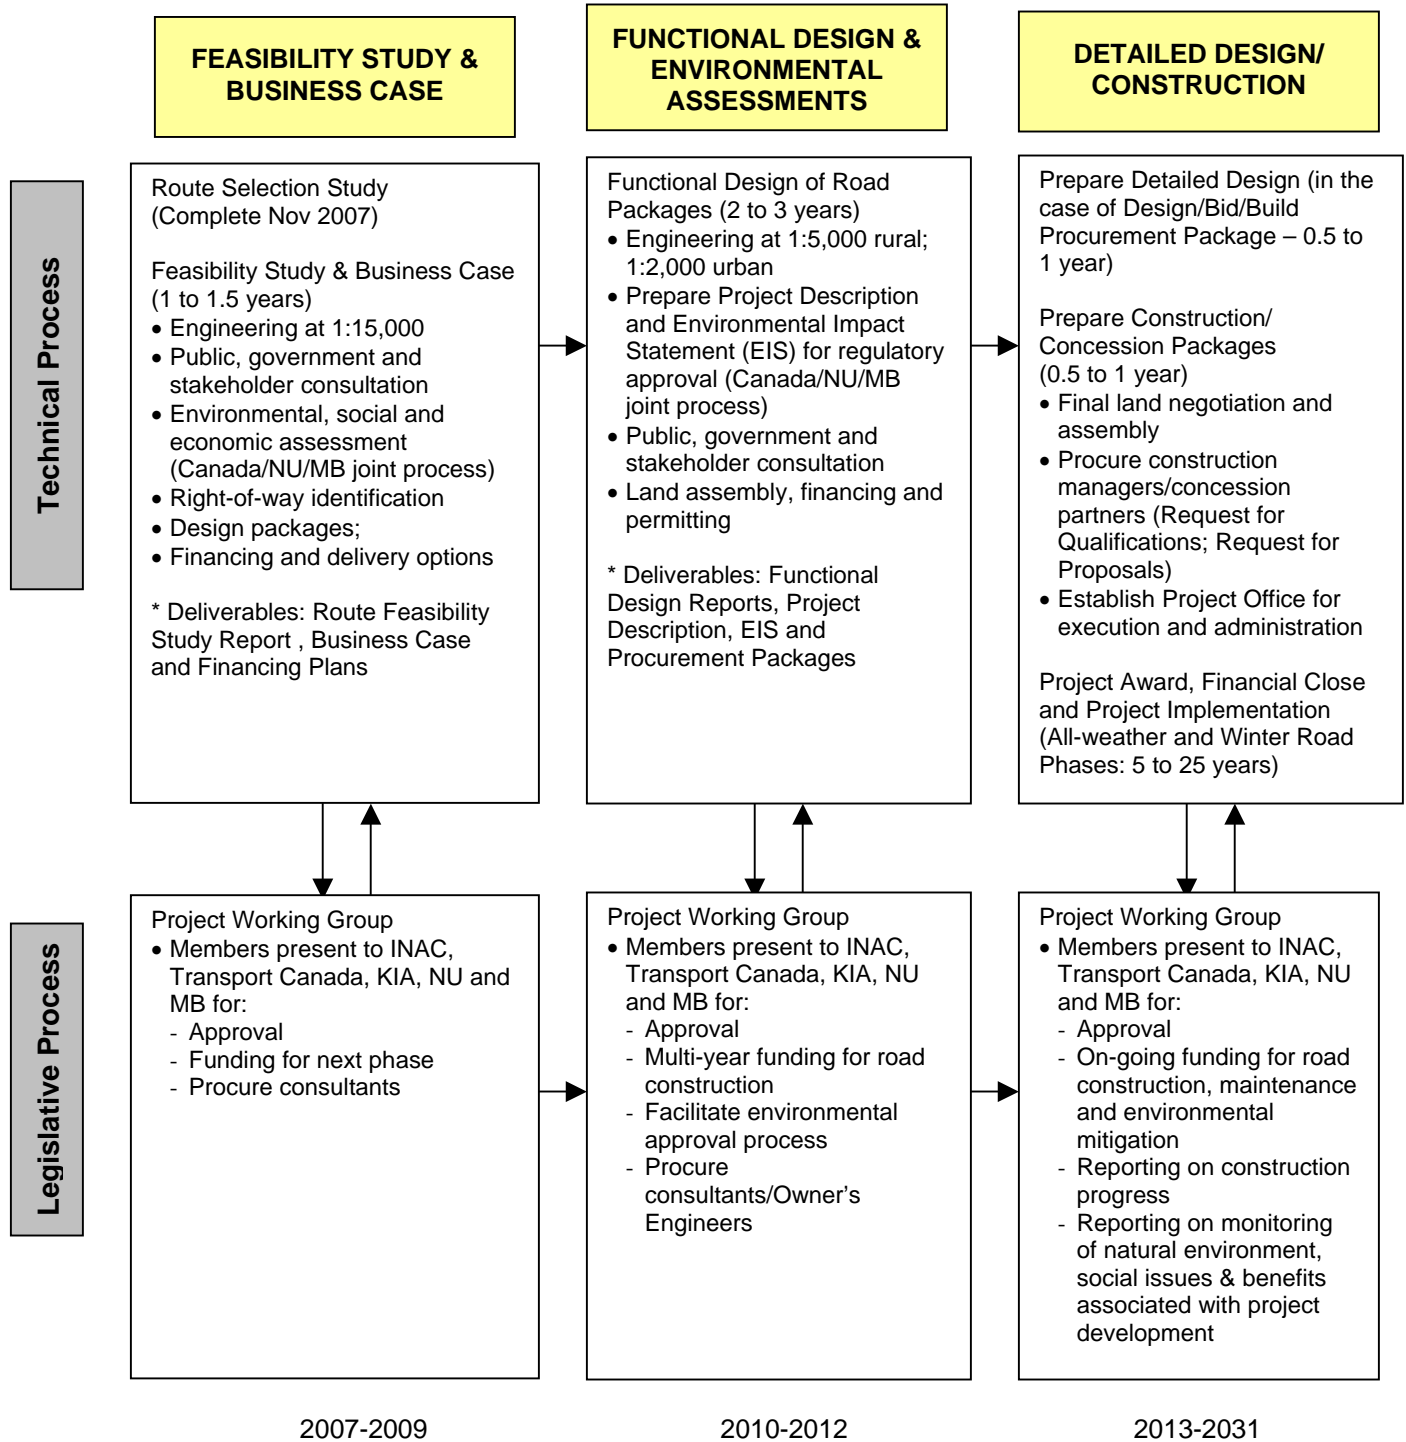 FEASIBILITY STUDY &
BUSINESS CASE
FUNCTIONAL DESIGN &
ENVIRONMENTAL
ASSESSMENTS
DETAILED DESIGN/
CONSTRUCTION
Technical Process
Route Selection Study
(Complete Nov 2007)
Feasibility Study & Business Case
(1 to 1.5 years)
• Engineering at 1:15,000
• Public, government and
stakeholder consultation
• Environmental, social and
economic assessment
(Canada/NU/MB joint process)
• Right-of-way identification
• Design packages;
• Financing and delivery options
* Deliverables: Route Feasibility
Study Report , Business Case
and Financing Plans
Functional Design of Road
Packages (2 to 3 years)
• Engineering at 1:5,000 rural;
1:2,000 urban
• Prepare Project Description
and Environmental Impact
Statement (EIS) for regulatory
approval (Canada/NU/MB
joint process)
• Public, government and
stakeholder consultation
• Land assembly, financing and
permitting
* Deliverables: Functional
Design Reports, Project
Description, EIS and
Procurement Packages
Prepare Detailed Design (in the
case of Design/Bid/Build
Procurement Package – 0.5 to
1 year)
Prepare Construction/
Concession Packages
(0.5 to 1 year)
• Final land negotiation and
assembly
• Procure construction
managers/concession
partners (Request for
Qualifications; Request for
Proposals)
• Establish Project Office for
execution and administration
Project Award, Financial Close
and Project Implementation
(All-weather and Winter Road
Phases: 5 to 25 years)
Legislative Process
Project Working Group
• Members present to INAC,
Transport Canada, KIA, NU and
MB for:
- Approval
- Funding for next phase
- Procure consultants
Project Working Group
• Members present to INAC,
Transport Canada, KIA, NU
and MB for:
- Approval
- Multi-year funding for road
construction
- Facilitate environmental
approval process
- Procure
consultants/Owner’s
Engineers
Project Working Group
• Members present to INAC,
Transport Canada, KIA, NU
and MB for:
- Approval
- On-going funding for road
construction, maintenance
and environmental
mitigation
- Reporting on construction
progress
- Reporting on monitoring
of natural environment,
social issues & benefits
associated with project
development
2007-2009
2010-2012
2013-2031